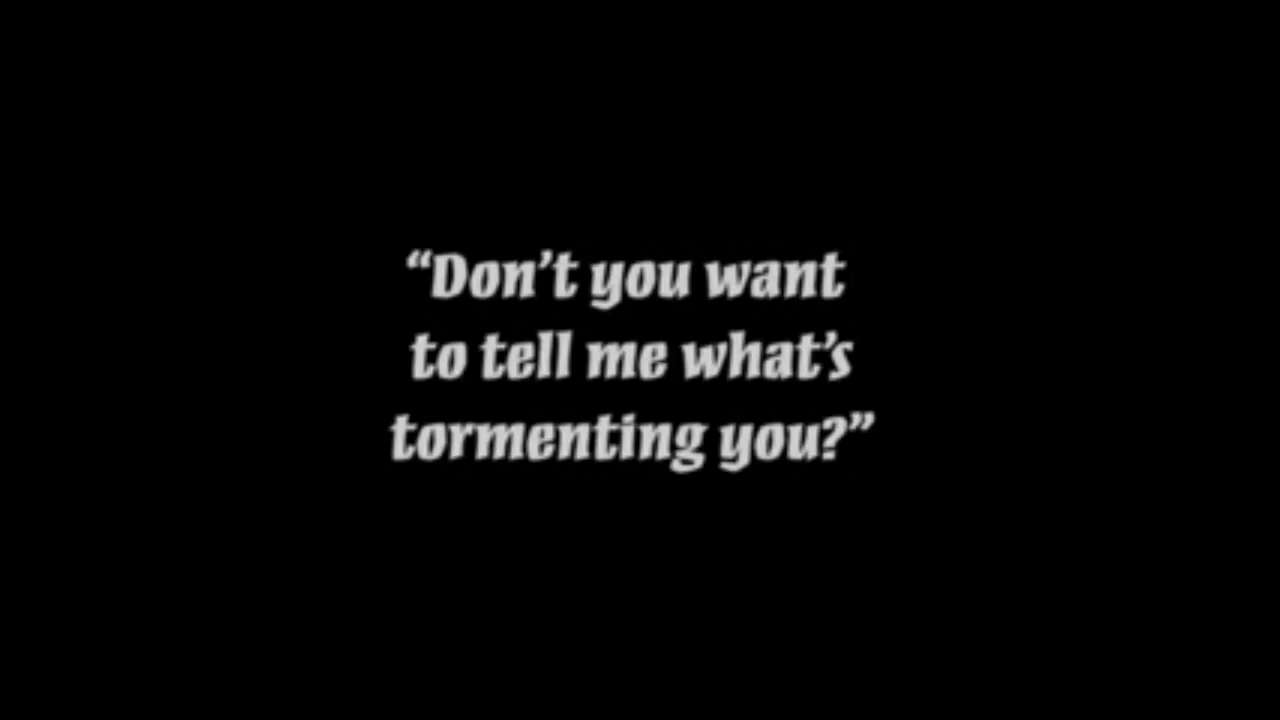 “Don’t you want
to tell me what’s
tormenting you?”